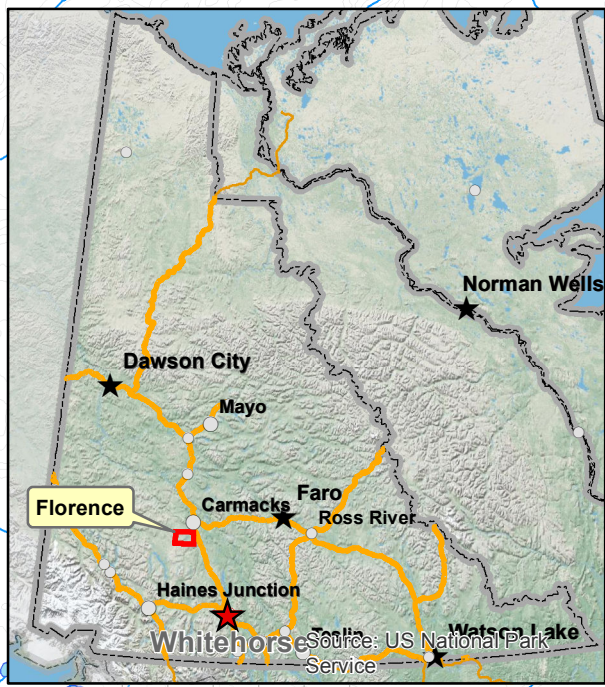 Norman Wells
Dawson City
Mayo
Florence
Carmacks
Faro
Ross River
Haines Junction
Whitehorse
Teslin
Watson Lake
Source: US National Park
Service